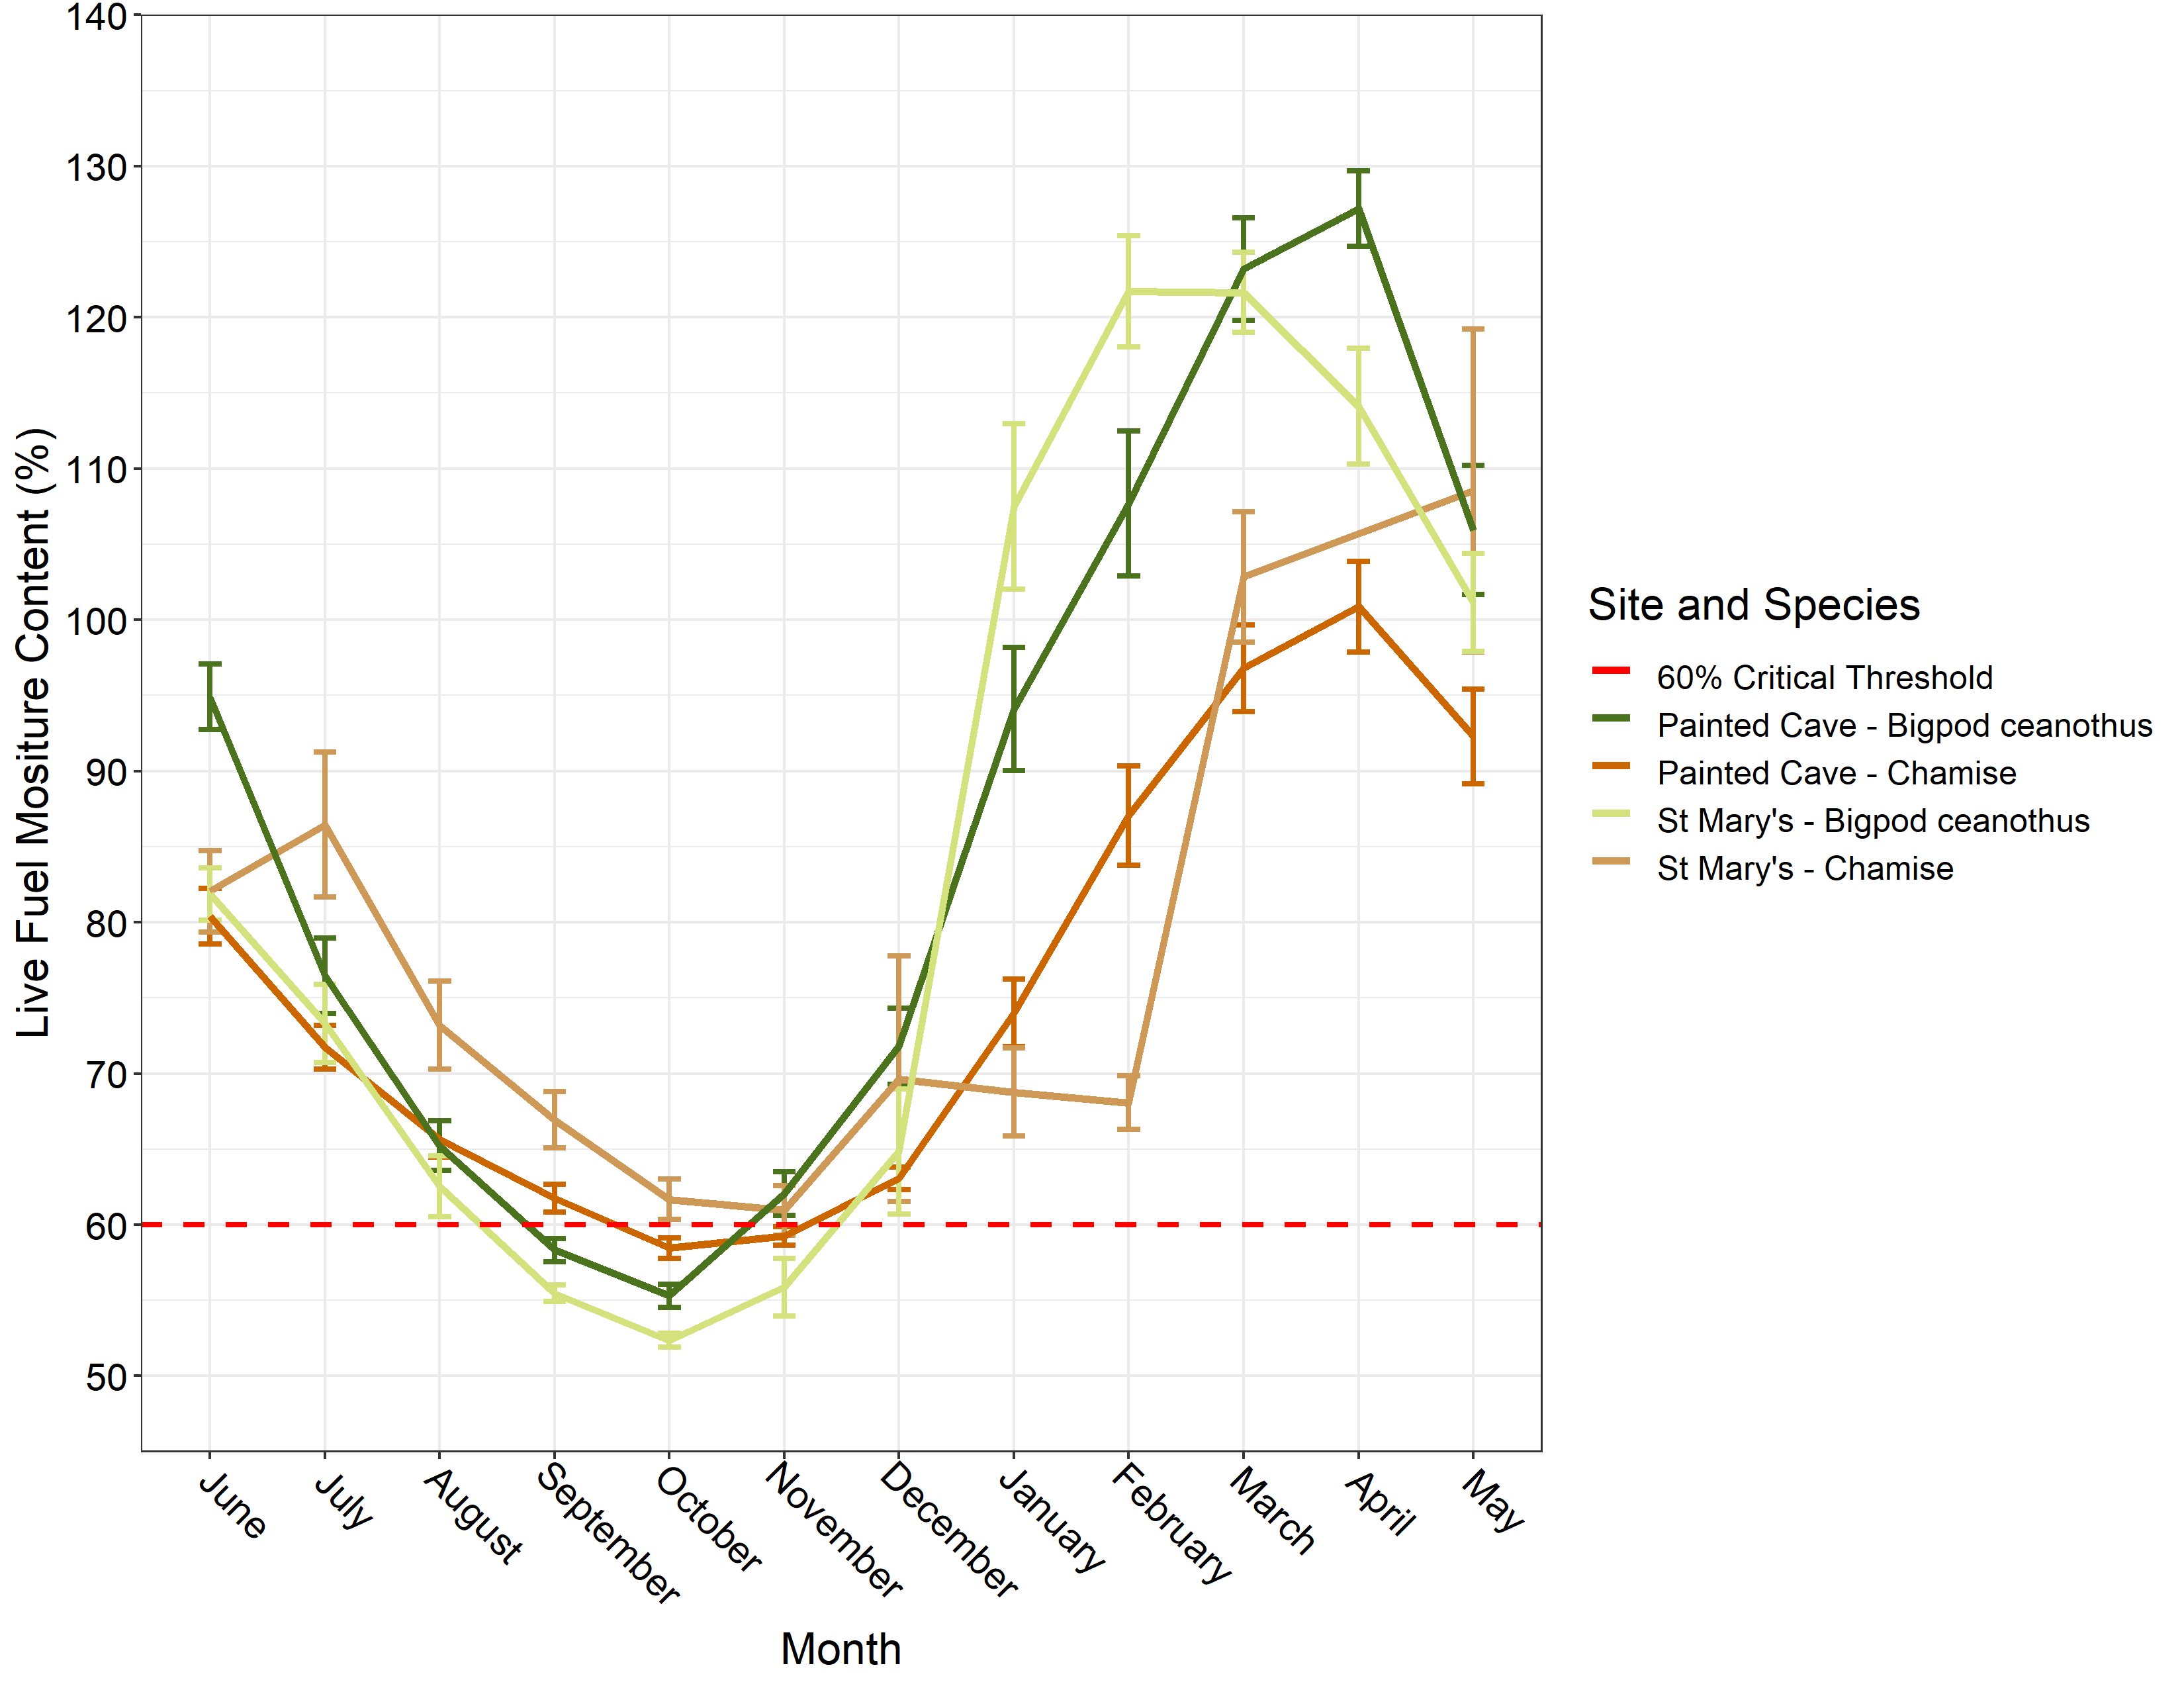 140
130
120
110
100
90
80
70
60
50
Live Fuel Mositure Content (%)
June
July
August
September
October
November
December
January
February
March
April
May
Month
Site and Species
60% Critical Threshold
Painted Cave - Bigpod ceanothus
Painted Cave - Chamise
St Mary's - Bigpod ceanothus
St Mary's - Chamise